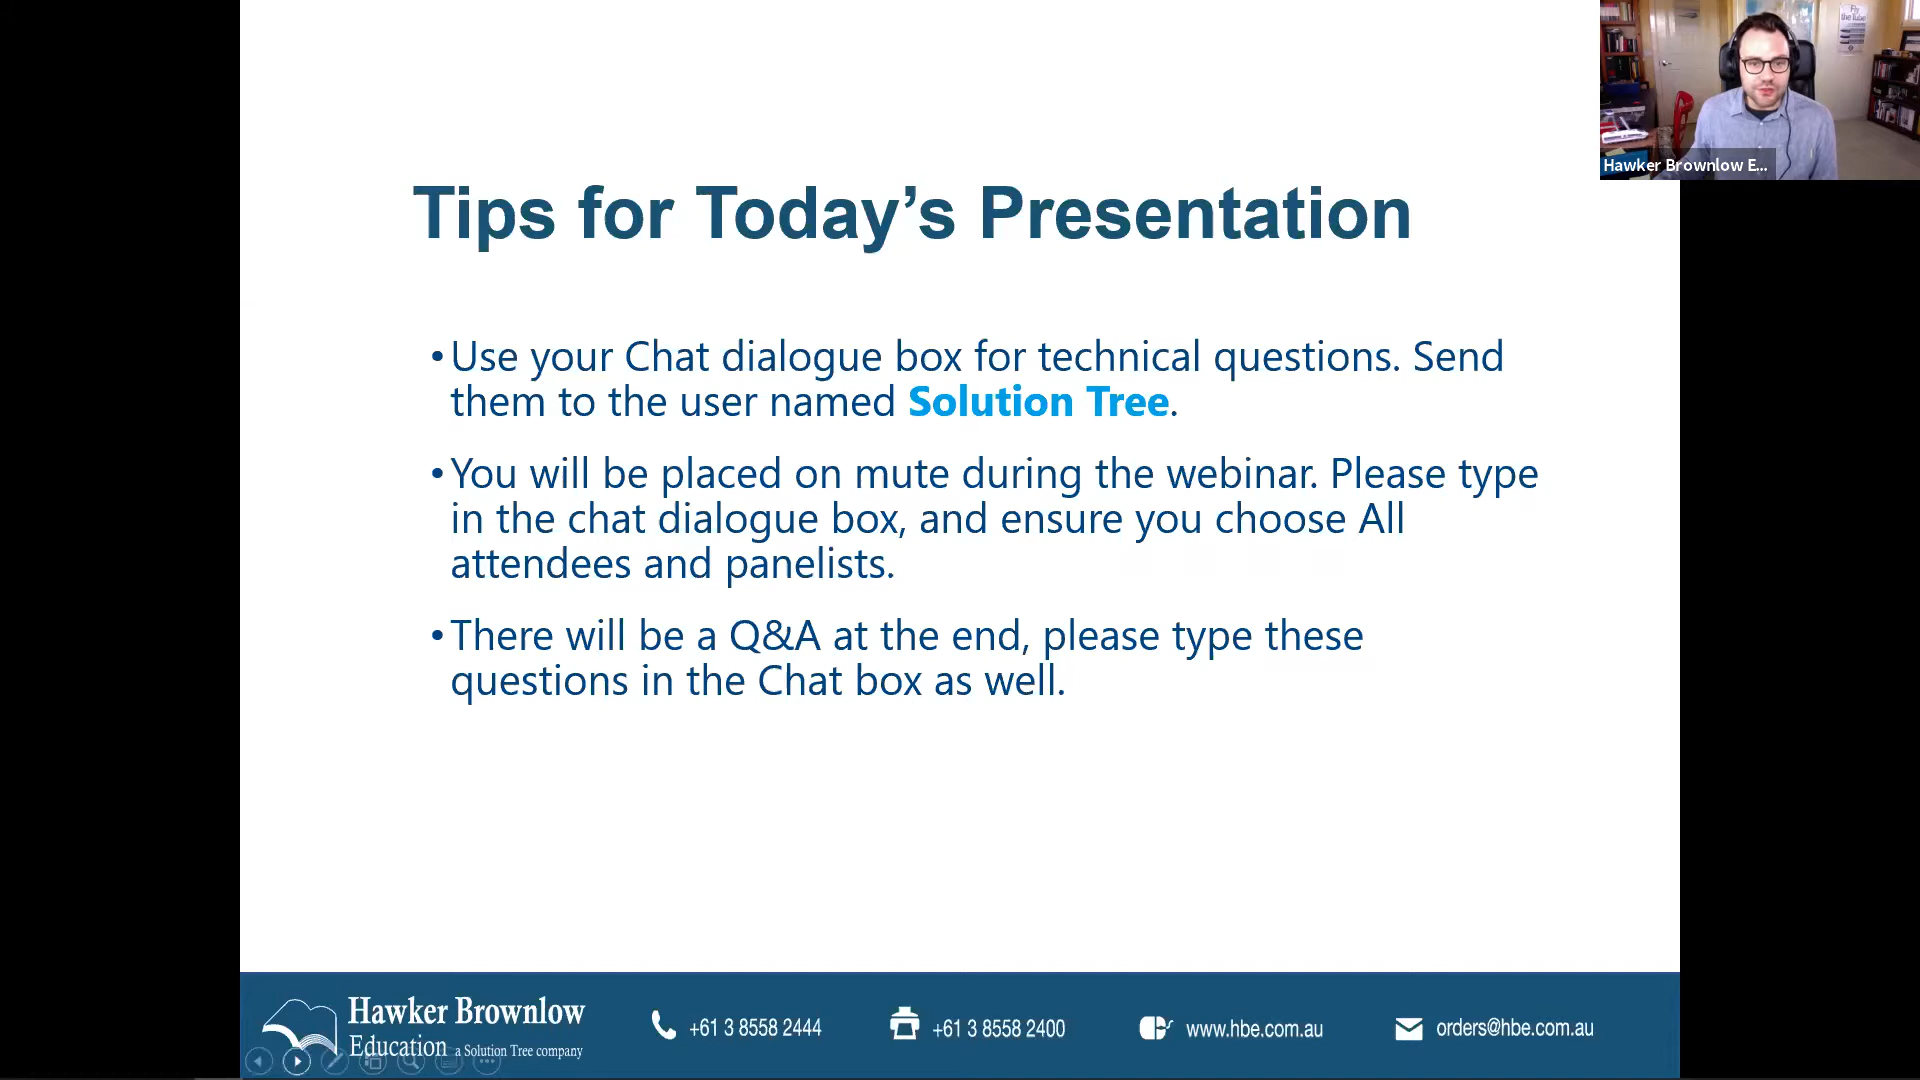 Fly
the tube
Hawker Brownlow E...
Tips for Today’s Presentation
•Use your Chat dialogue box for technical questions. Send
them to the user named Solution Tree.
•You will be placed on mute during the webinar. Please type
in the chat dialogue box, and ensure you choose All
attendees and panelists.
•There will be a Q&A at the end, please type these
questions in the Chat box as well.
Hawker Brownlow
Education a Solution Tree company
+61 3 8558 2444
+61 3 8558 2400
www.hbe.com.au
orders@hbe.com.au